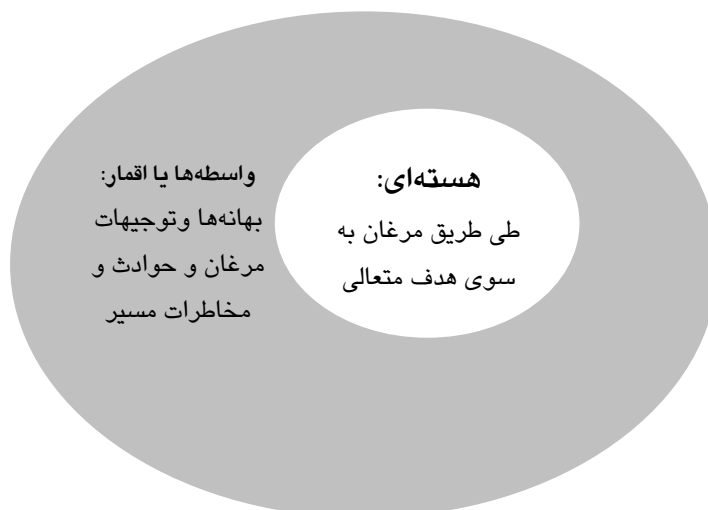 هسته‌ای:
طی طریق مرغان به
سوی هدف متعالی
واسطه‌ها یا اقمار:
بهانه‌ها وتوجیهات
مرغان و حوادث و
مخاطرات مسیر